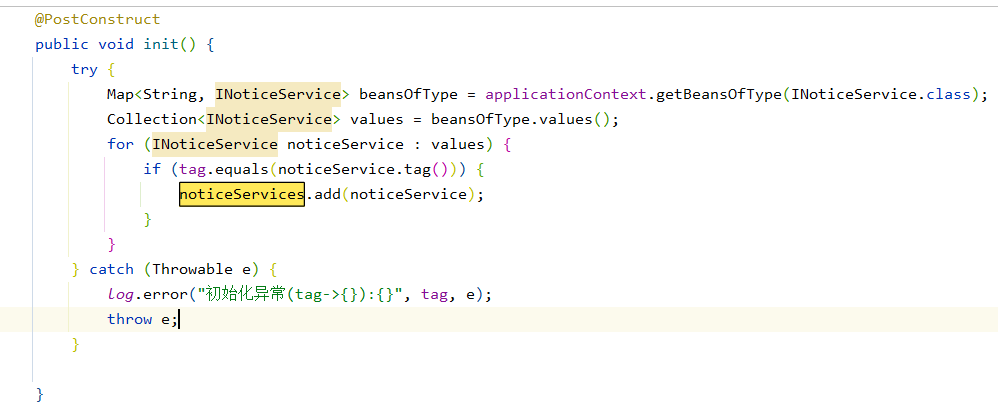 @PostConstruct
public void init() {
try {
Map<String, INoticeService> beansOfType = applicationContext.getBeansOfType(INoticeService.class);
Collection<INoticeService> values = beansOfType.values();
for (INoticeService noticeService : values) {
if (tag.equals(noticeService.tag())) {
noticeServices.add(noticeService);
}
}
} catch (Throwable e) {
log.error("初始化异常(tag->{}):{}", tag, e);
throw e;
}
}